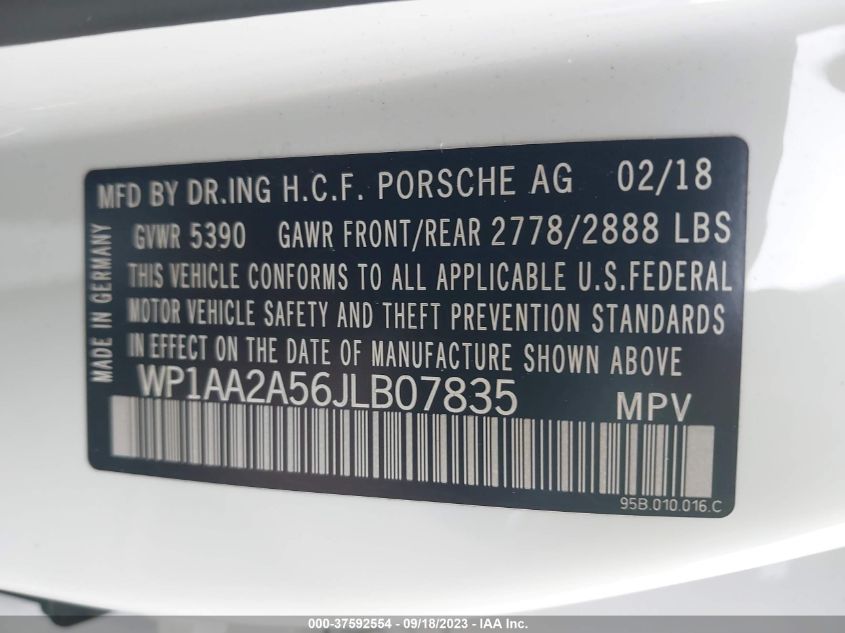 MFD BY DR.ING H.C.F. PORSCHE AG 02/18
GVWR 5390 GAWR FRONT/REAR 2778/2888 LBS
THIS VEHICLE CONFORMS TO ALL APPLICABLE U.S.FEDERAL
MOTOR VEHICLE SAFETY AND THEFT PREVENTION STANDARDS
IN EFFECT ON THE DATE OF MANUFACTURE SHOWN ABOVE
MADE IN GERMANY
WP1AA2A56JLB07835 MPV
95B.010.016.C
000-37592554 - 09/18/2023 - IAA Inc.